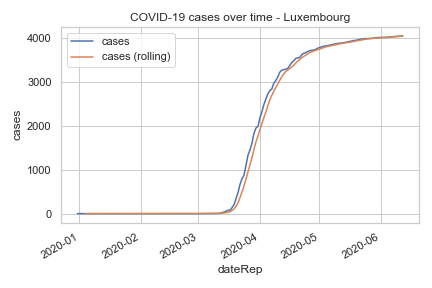 COVID-19 cases over time - Luxembourg
cases
cases (rolling)
4000
3000
2000
1000
0
cases
2020-01
2020-02
2020-03
2020-04
2020-05
2020-06
dateRep